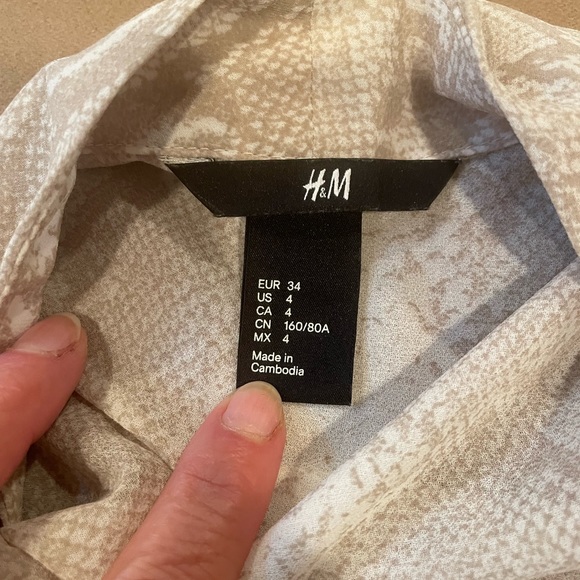 H&M
EUR 34
US 4
CA 4
CN 160/80A
MX 4
Made in
Cambodia